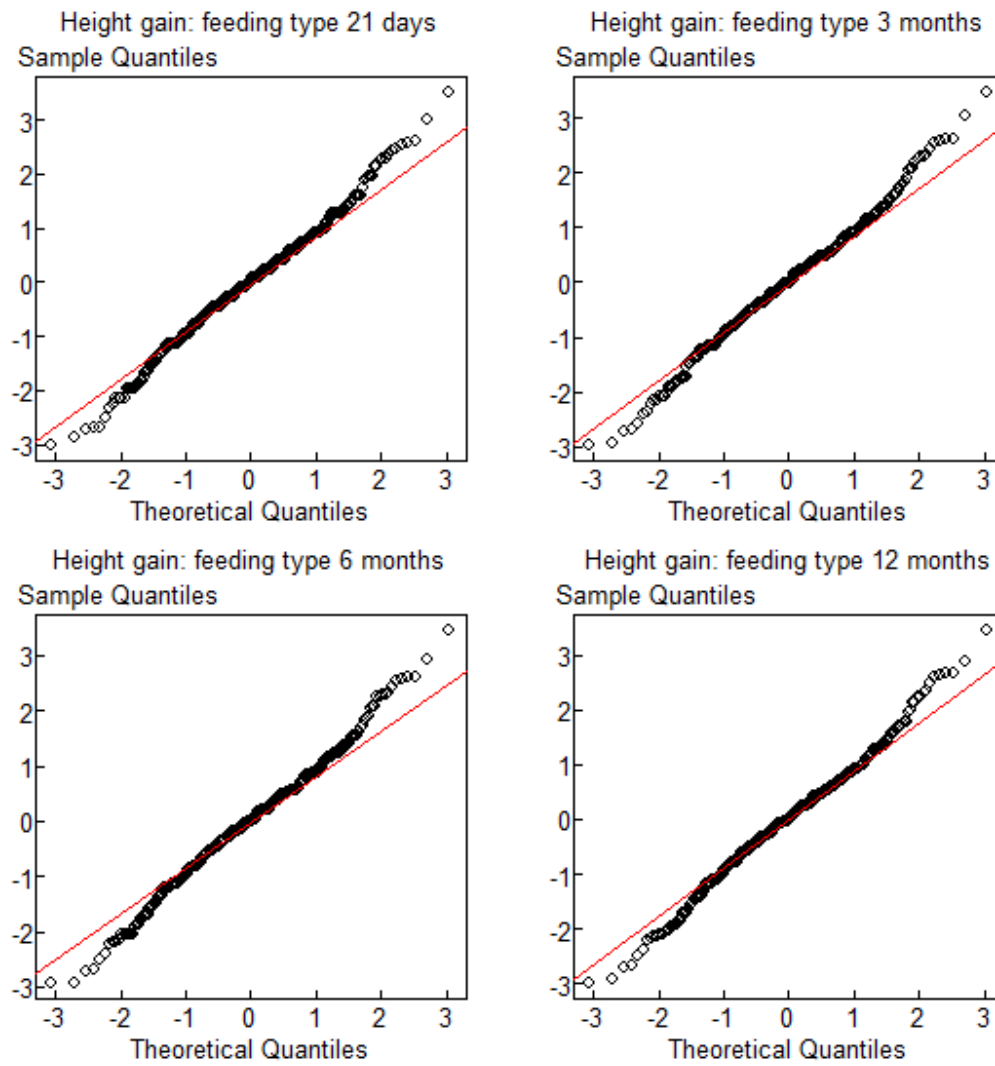 Height gain: feeding type 21 days
Sample Quantiles
3
2
1
0
-1
-2
-3
-3 -2 -1 0 1 2 3
Theoretical Quantiles
Height gain: feeding type 3 months
Sample Quantiles
3
2
1
0
-1
-2
-3
-3 -2 -1 0 1 2 3
Theoretical Quantiles
Height gain: feeding type 6 months
Sample Quantiles
3
2
1
0
-1
-2
-3
-3 -2 -1 0 1 2 3
Theoretical Quantiles
Height gain: feeding type 12 months
Sample Quantiles
3
2
1
0
-1
-2
-3
-3 -2 -1 0 1 2 3
Theoretical Quantiles